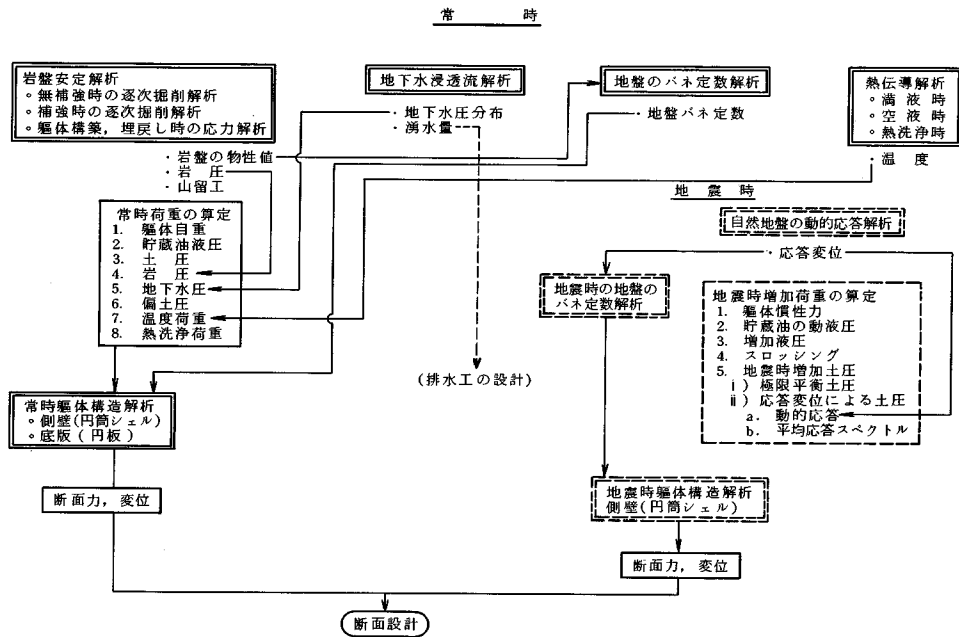 常　　　時
岩盤安定解析
○ 無補強時の逐次掘削解析
○ 補強時の逐次掘削解析
○ 軀体構築，埋戻し時の応力解析
・岩盤の物性値
・岩圧
・山留工
地下水浸透流解析
・地下水圧分布
・湧水量
地盤のバネ定数解析
・地盤バネ定数
熱伝導解析
○ 満液時
○ 空液時
○ 熱洗浄時
・温度
地震時
常時荷重の算定
1. 軀体自重
2. 貯蔵油液圧
3. 土圧
4. 岩圧
5. 地下水圧
6. 偏土圧
7. 温度荷重
8. 熱洗浄荷重
(排水工の設計)
自然地盤の動的応答解析
・応答変位
地震時の地盤の
バネ定数解析
地震時増加荷重の算定
1. 軀体慣性力
2. 貯蔵油の動液圧
3. 増加液圧
4. スロッシング
5. 地震時増加土圧
ⅰ) 極限平衡土圧
ⅱ) 応答変位による土圧
a. 動的応答
b. 平均応答スペクトル
常時軀体構造解析
○ 側壁(円筒シェル)
○ 底版(円板)
断面力，変位
地震時軀体構造解析
側壁(円筒シェル)
断面力，変位
断面設計